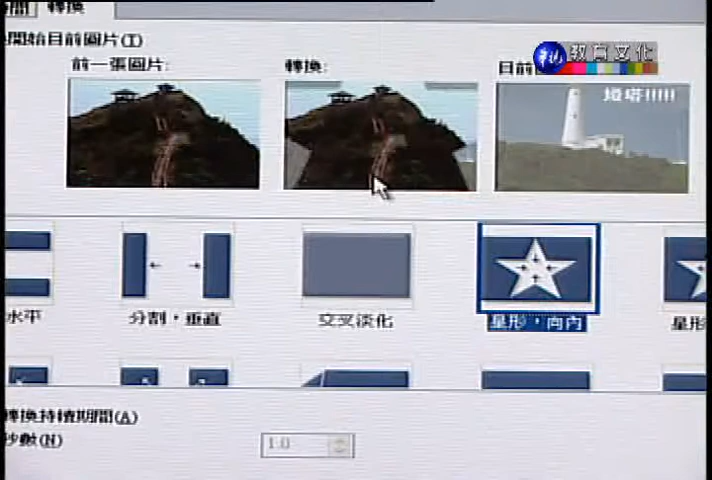 轉換
開始目前圖片(I)
前一張圖片:
轉換:
目前
華視
教育文化
燈塔!!!!!
水平
分割，垂直
交叉淡化
星形，向內
星形
轉換持續期間(A)
秒數(N)
1.0